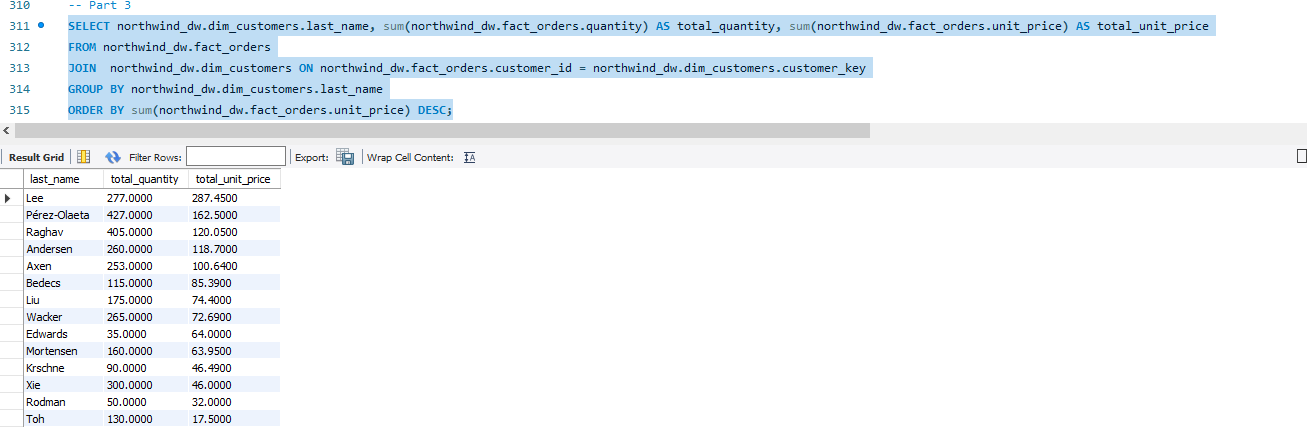 310 -- Part 3
311 SELECT northwind_dw.dim_customers.last_name, sum(northwind_dw.fact_orders.quantity) AS total_quantity, sum(northwind_dw.fact_orders.unit_price) AS total_unit_price
312 FROM northwind_dw.fact_orders
313 JOIN  northwind_dw.dim_customers ON northwind_dw.fact_orders.customer_id = northwind_dw.dim_customers.customer_key
314 GROUP BY northwind_dw.dim_customers.last_name
315 ORDER BY sum(northwind_dw.fact_orders.unit_price) DESC;
Result Grid Filter Rows: Export: Wrap Cell Content: IA
last_name total_quantity total_unit_price
Lee 277.0000 287.4500
Pérez-Olaeta 427.0000 162.5000
Raghav 405.0000 120.0500
Andersen 260.0000 118.7000
Axen 253.0000 100.6400
Bedecs 115.0000 85.3900
Liu 175.0000 74.4000
Wacker 265.0000 72.6900
Edwards 35.0000 64.0000
Mortensen 160.0000 63.9500
Krschne 90.0000 46.4900
Xie 300.0000 46.0000
Rodman 50.0000 32.0000
Toh 130.0000 17.5000